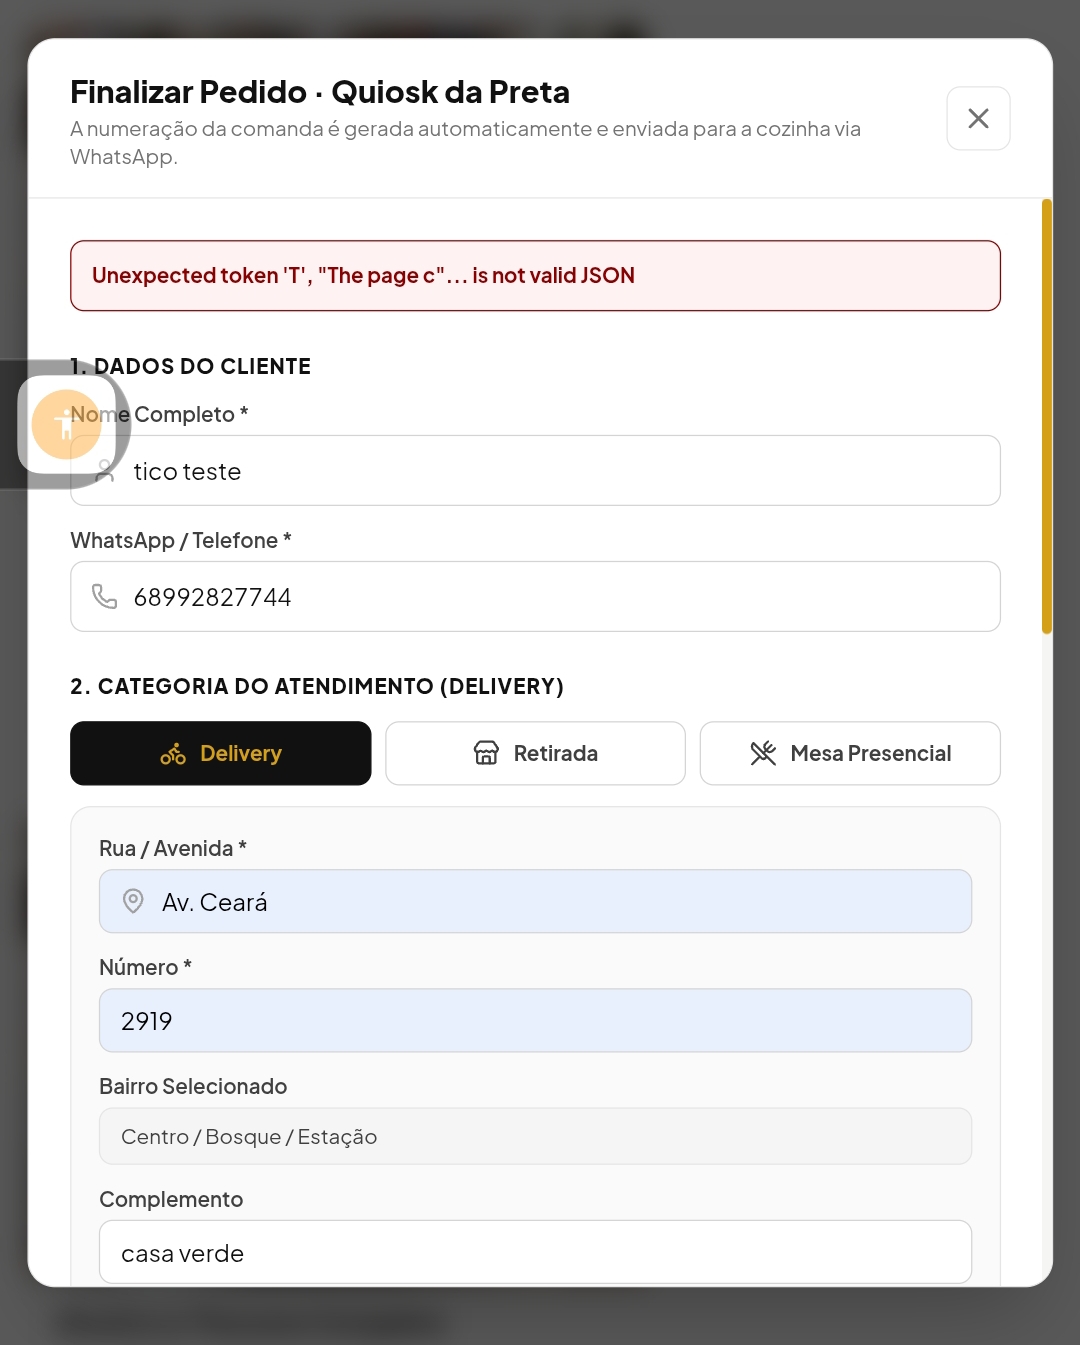 Finalizar Pedido · Quiosk da Preta
A numeração da comanda é gerada automaticamente e enviada para a cozinha via
WhatsApp.
Unexpected token 'T', "The page c"... is not valid JSON
1. DADOS DO CLIENTE
Nome Completo *
tico teste
WhatsApp / Telefone *
68992827744
2. CATEGORIA DO ATENDIMENTO (DELIVERY)
Delivery
Retirada
Mesa Presencial
Rua / Avenida *
Av. Ceará
Número *
2919
Bairro Selecionado
Centro / Bosque / Estação
Complemento
casa verde